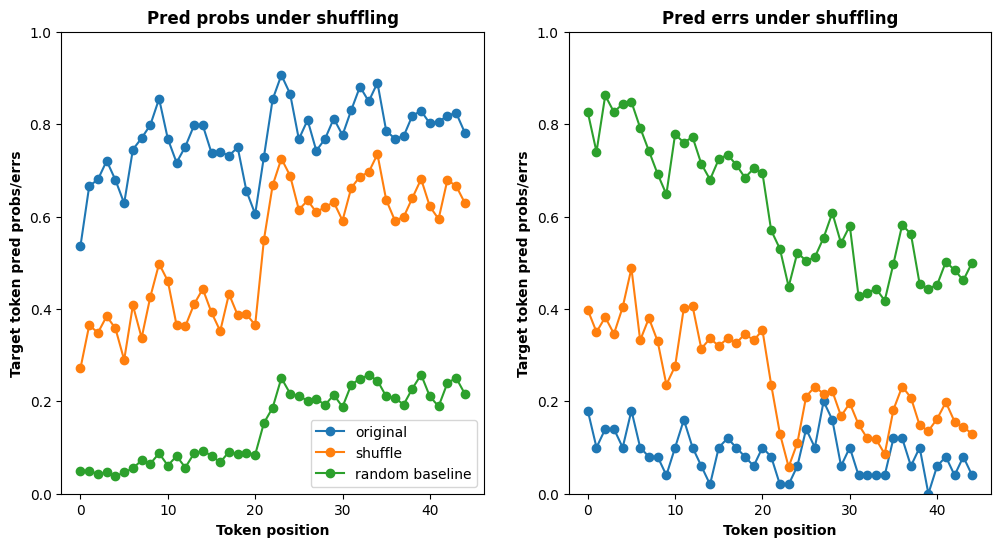 Pred probs under shuffling
Target token pred probs/errs
1.0
0.8
0.6
0.4
0.2
0.0
0
10
20
30
40
Token position
original
shuffle
random baseline
Pred errs under shuffling
Target token pred probs/errs
1.0
0.8
0.6
0.4
0.2
0.0
0
10
20
30
40
Token position